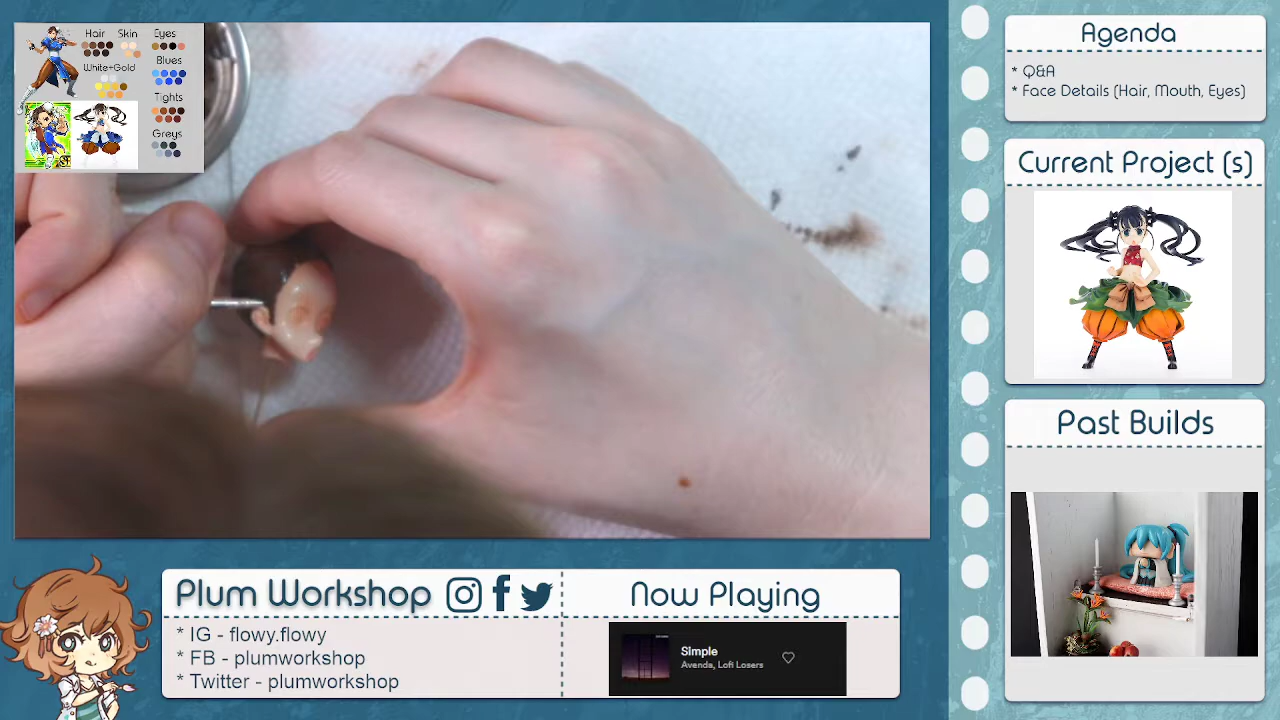 Hair Skin Eyes
White+Gold
Blues
Tights
Greys
Agenda
* Q&A
* Face Details (Hair, Mouth, Eyes)
Current Project (s)
Past Builds
Plum Workshop
* IG - flowy.flowy
* FB - plumworkshop
* Twitter - plumworkshop
Now Playing
Simple
Avenda, Lofi Losers